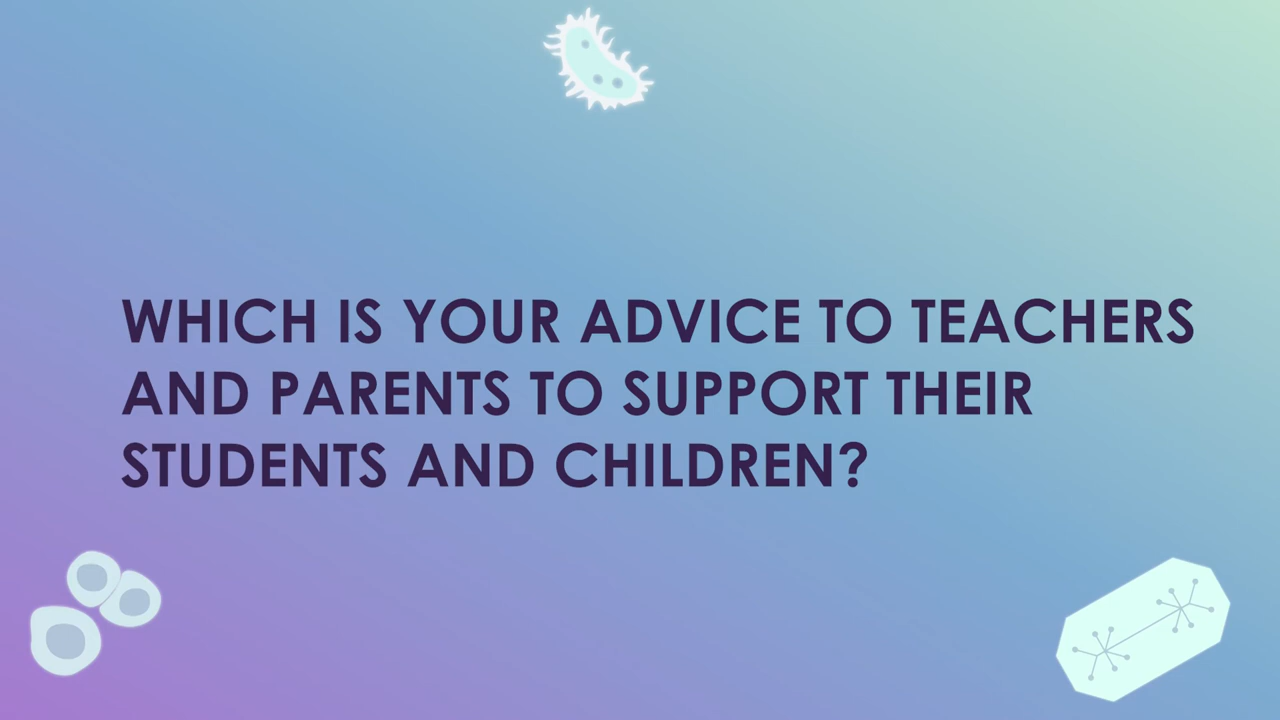 WHICH IS YOUR ADVICE TO TEACHERS
AND PARENTS TO SUPPORT THEIR
STUDENTS AND CHILDREN?